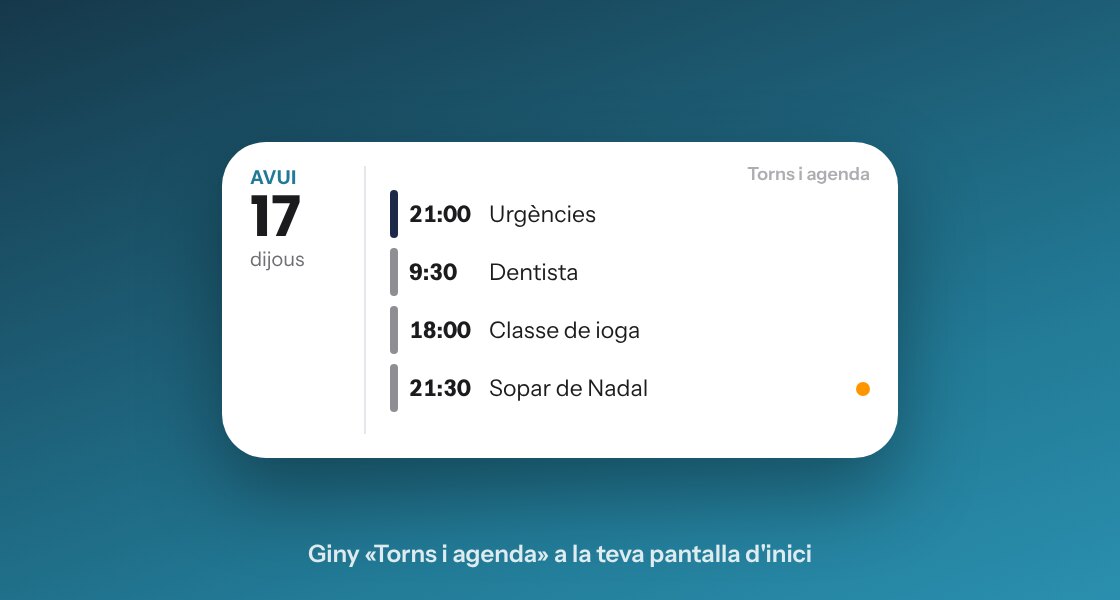 AVUI
17
dijous
Torns i agenda
21:00 Urgències
9:30 Dentista
18:00 Classe de ioga
21:30 Sopar de Nadal
Giny «Torns i agenda» a la teva pantalla d'inici